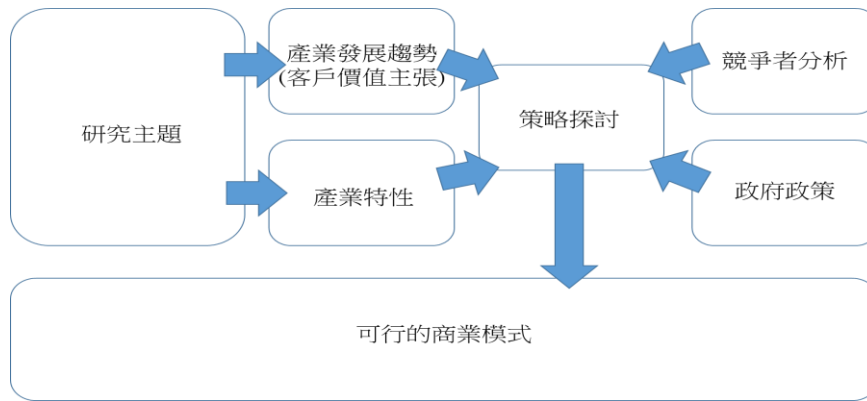 研究主題
產業發展趨勢
(客戶價值主張)
產業特性
策略探討
競爭者分析
政府政策
可行的商業模式